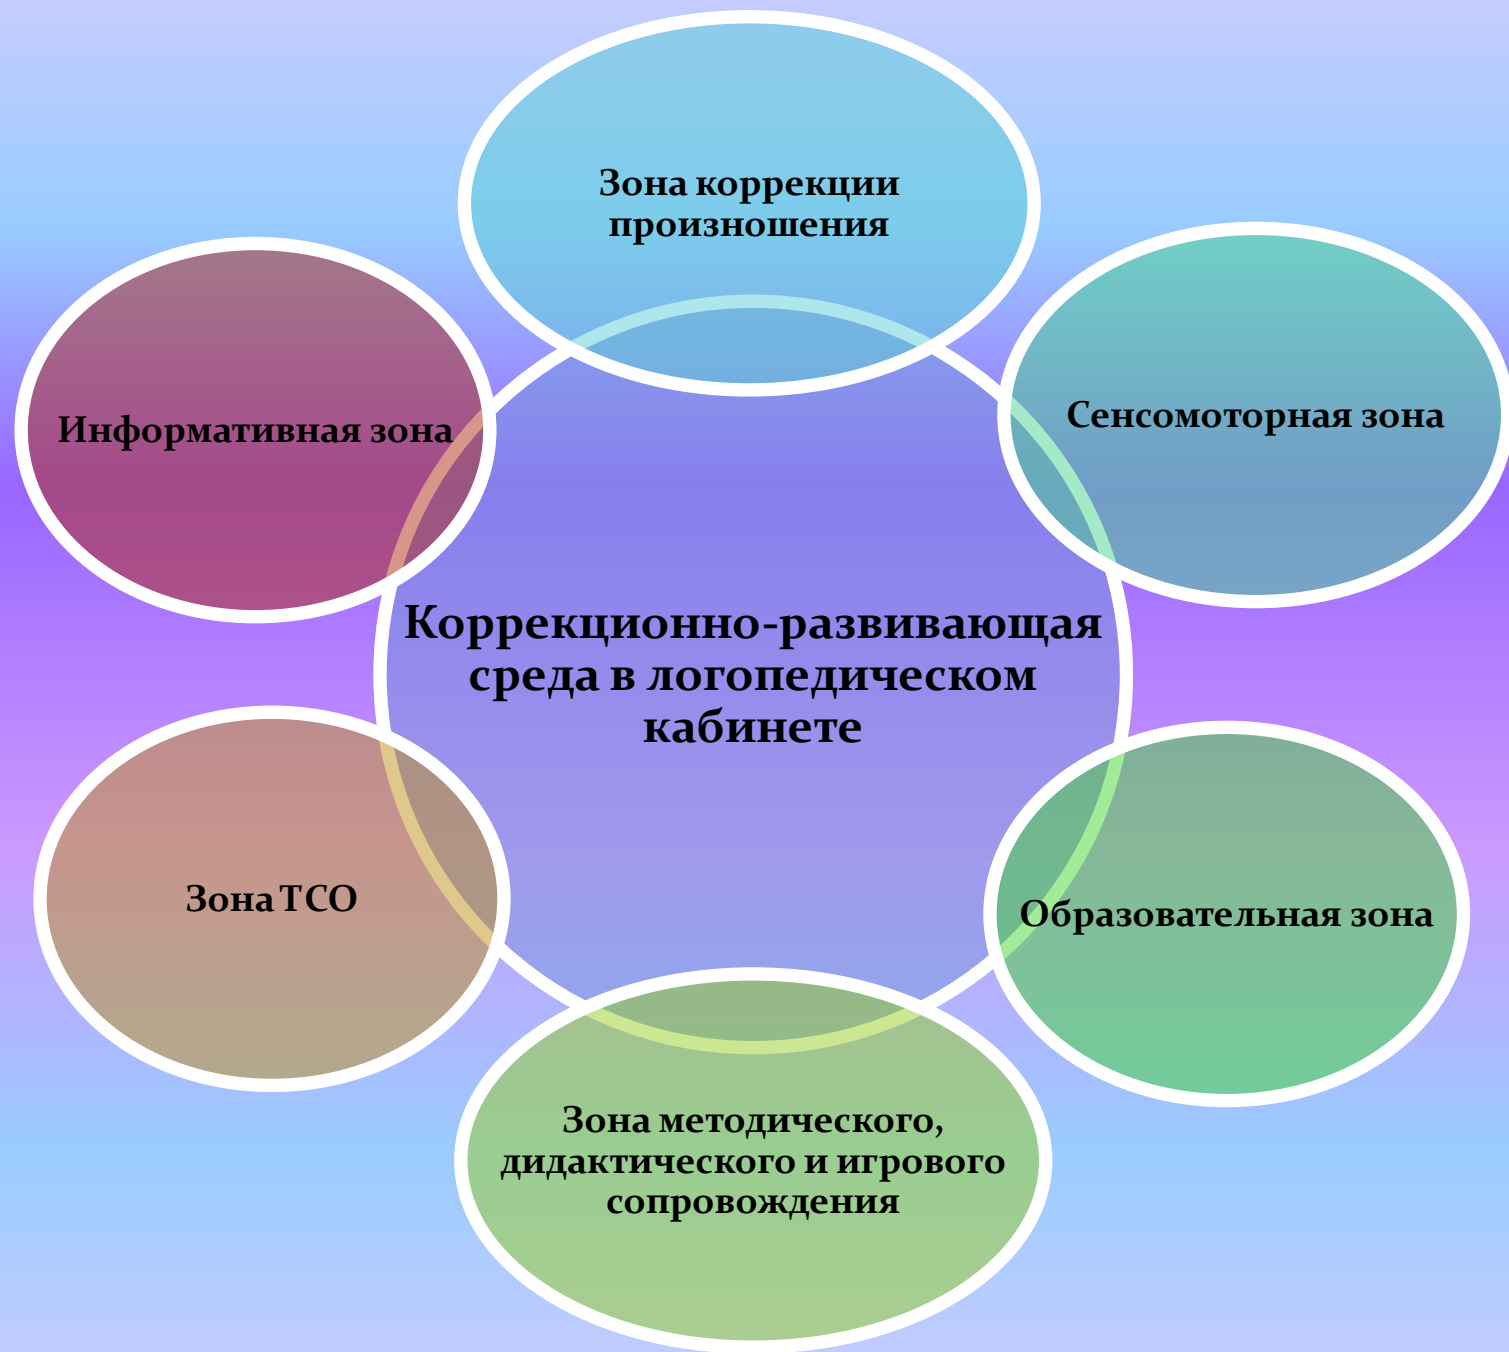 Зона коррекции
произношения
Информативная зона
Сенсомоторная зона
Коррекционно-развивающая
среда в логопедическом
кабинете
Зона ТСО
Образовательная зона
Зона методического,
дидактического и игрового
сопровождения